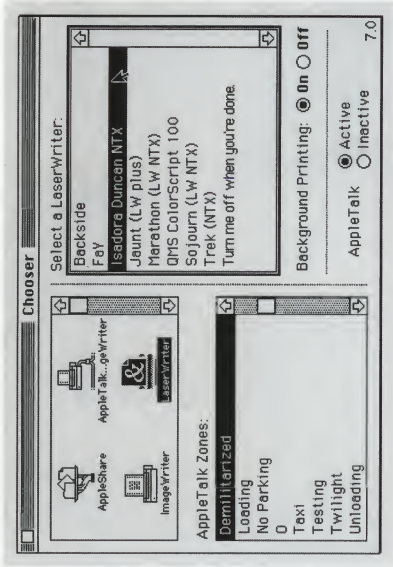 Chooser
AppleShare
AppleTalk...geWriter
ImageWriter
LaserWriter
AppleTalk Zones:
Demilitarized
Loading
No Parking
O
Taxi
Testing
Twilight
Unloading
Select a LaserWriter:
Backside
Fay
Isadora Duncan NTX
Jaunt (LW plus)
Marathon (LW NTX)
QMS ColorScript 100
Sojourn (LW NTX)
Trek (NTX)
Turn me off when you're done.
Background Printing: On Off
AppleTalk Active
Inactive
7.0